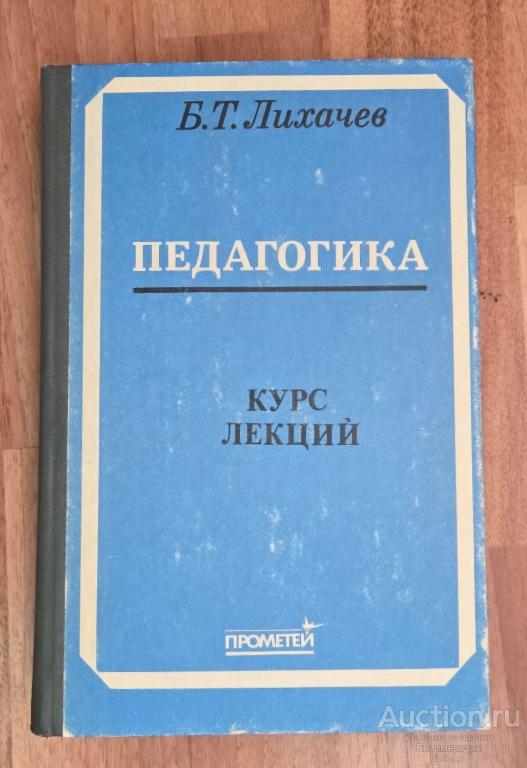 Б.Т. Лихачев
ПЕДАГОГИКА
КУРС
ЛЕКЦИЙ
ПРОМЕТЕЙ
Auction.ru